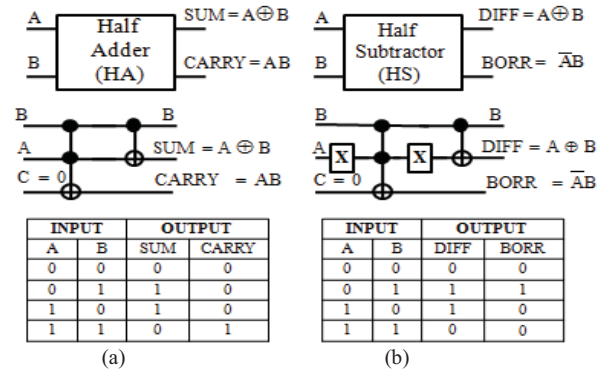 A
B
Half
Adder
(HA)
SUM = A⊕B
CARRY = AB
B
A
C = 0
B
SUM = A ⊕ B
CARRY = AB
INPUT OUTPUT
A B SUM CARRY
0 0 0 0
0 1 1 0
1 0 1 0
1 1 0 1
(a)
A
B
Half
Subtractor
(HS)
DIFF = A⊕B
BORR = A̅B
B
A X X
C = 0
B
DIFF = A ⊕ B
BORR = A̅B
INPUT OUTPUT
A B DIFF BORR
0 0 0 0
0 1 1 1
1 0 1 0
1 1 0 0
(b)